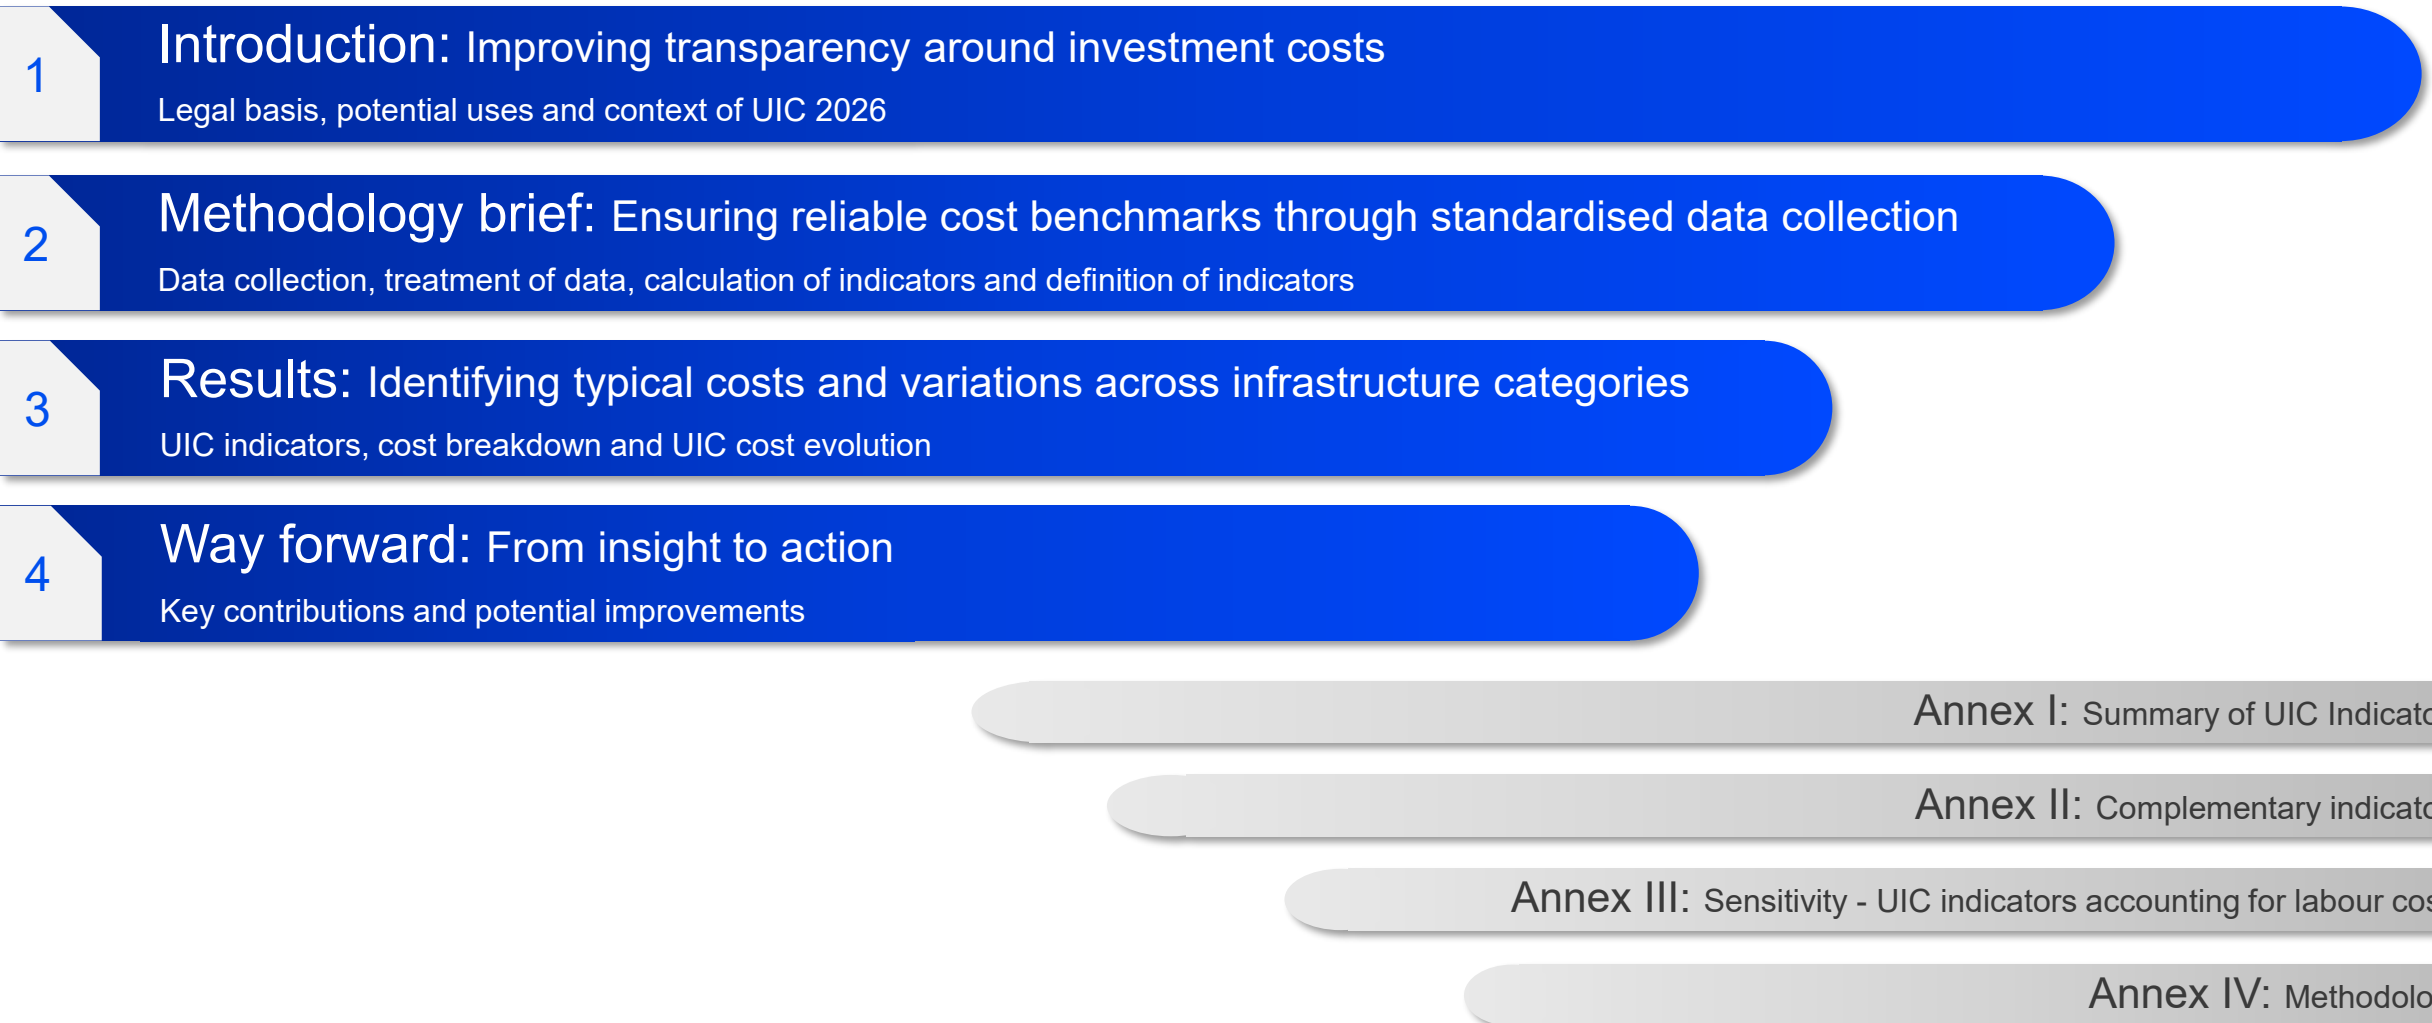 1
Introduction: Improving transparency around investment costs
Legal basis, potential uses and context of UIC 2026
2
Methodology brief: Ensuring reliable cost benchmarks through standardised data collection
Data collection, treatment of data, calculation of indicators and definition of indicators
3
Results: Identifying typical costs and variations across infrastructure categories
UIC indicators, cost breakdown and UIC cost evolution
4
Way forward: From insight to action
Key contributions and potential improvements
Annex I: Summary of UIC
Annex II: Complementary
Annex III: Sensitivity - UIC indicators accounting for labour
Annex IV: